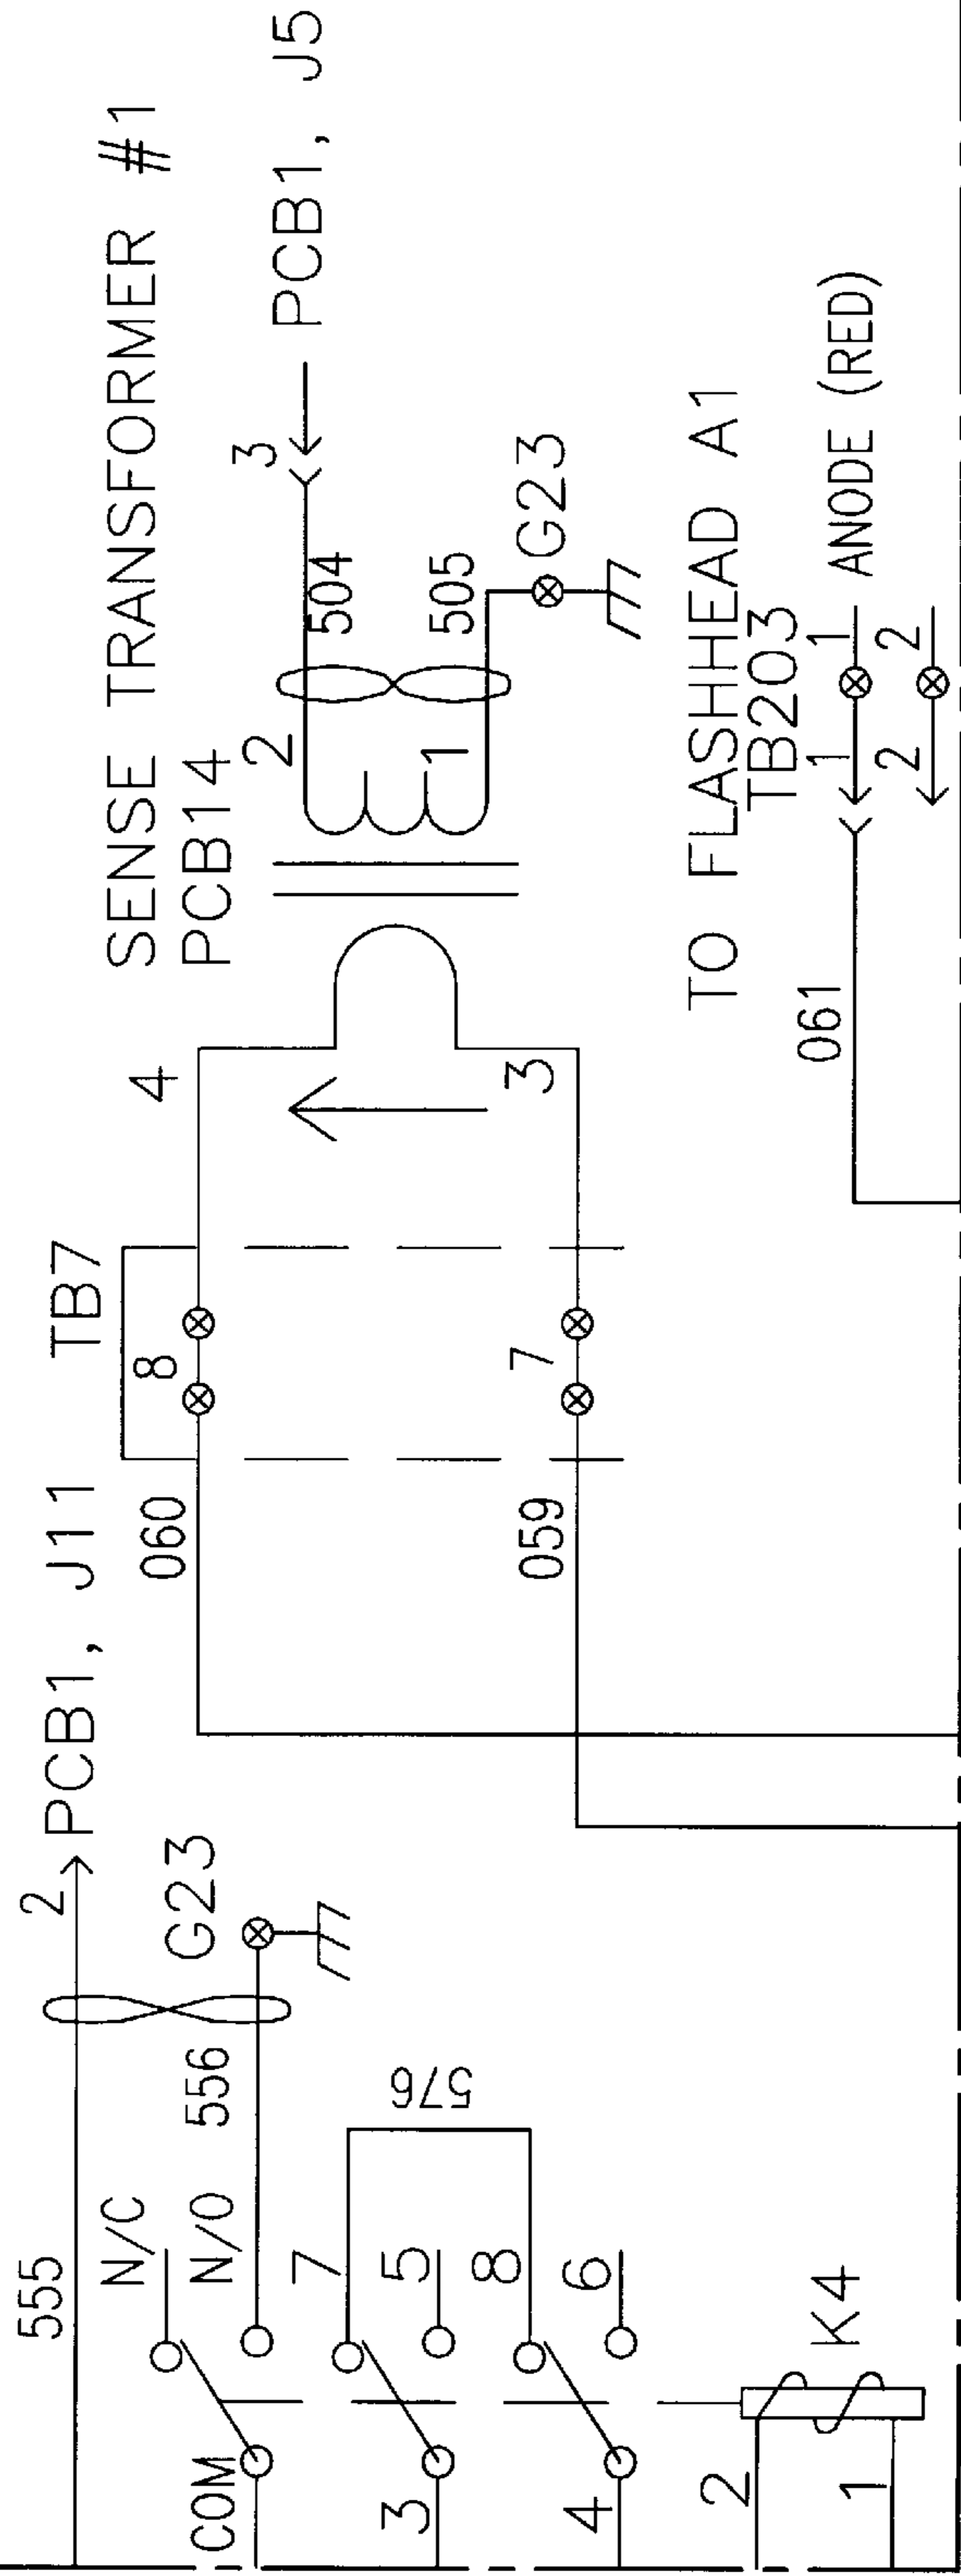 555
2
PCB1, J11
N/C
N/O
556
G23
COM
7
576
3
5
8
4
6
2
K4
1
TB7
060
8
4
059
7
3
SENSE TRANSFORMER #1
PCB14
2
3
PCB1, J5
504
1
505
G23
TO FLASHHEAD A1
TB203
061
1
1
ANODE (RED)
2
2